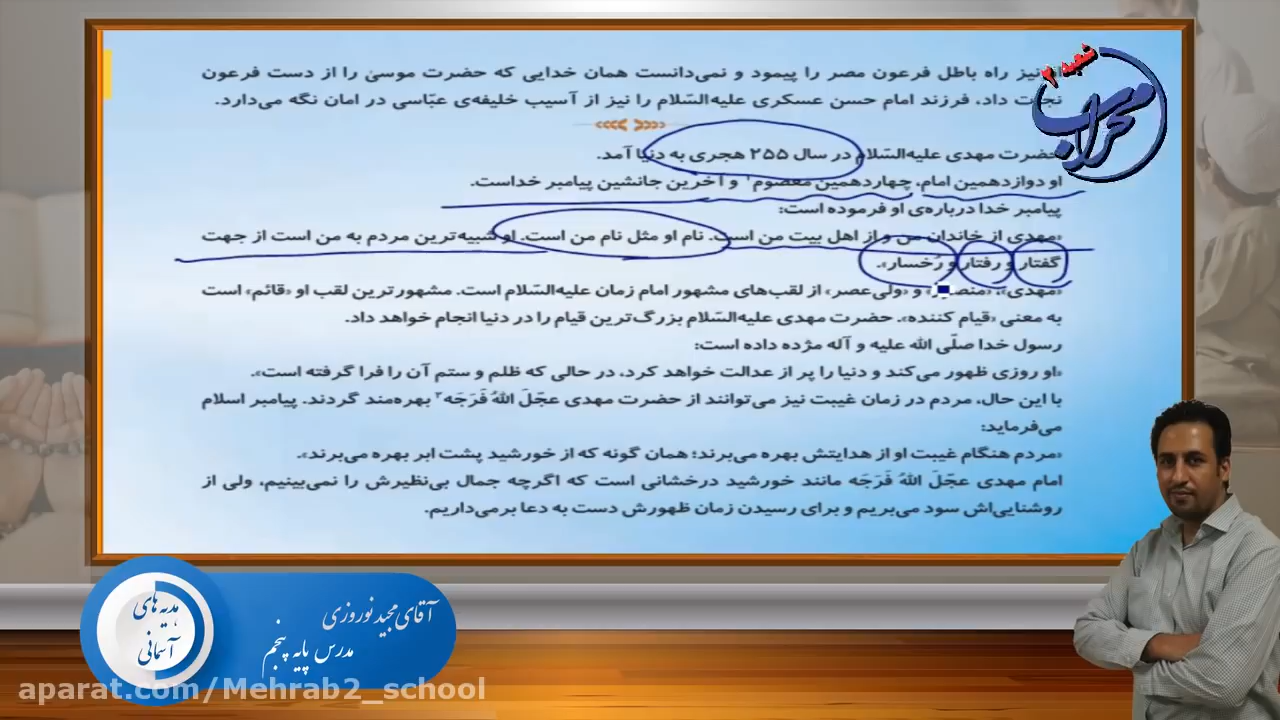 نیز راه باطل فرعون مصر را پیمود و نمی‌دانست همان خدایی که حضرت موسیٰ را از دست فرعون
نجات داد، فرزند امام حسن عسکری علیه‌السّلام را نیز از آسیب خلیفه‌ی عبّاسی در امان نگه می‌دارد.
حضرت مهدی علیه‌السّلام در سال ۲۵۵ هجری به دنیا آمد.
او دوازدهمین امام، چهاردهمین معصوم۱ و آخرین جانشین پیامبر خداست.
پیامبر خدا درباره‌ی او فرموده است:
«مهدی از خاندان من و از اهل بیت من است. نام او مثل نام من است. او شبیه‌ترین مردم به من است از جهت
گفتار و رفتار و رُخسار».
«مهدی»، «منصور» و «ولی‌عصر» از لقب‌های مشهور امام زمان علیه‌السّلام است. مشهورترین لقب او «قائم» است
به معنی «قیام کننده». حضرت مهدی علیه‌السّلام بزرگ‌ترین قیام را در دنیا انجام خواهد داد.
رسول خدا صلّی الله علیه و آله مژده داده است:
«او روزی ظهور می‌کند و دنیا را پر از عدالت خواهد کرد، در حالی که ظلم و ستم آن را فرا گرفته است».
با این حال، مردم در زمان غیبت نیز می‌توانند از حضرت مهدی عجّلَ اللهُ فَرَجَه۲ بهره‌مند گردند. پیامبر اسلام
می‌فرماید:
«مردم هنگام غیبت او از هدایتش بهره می‌برند؛ همان گونه که از خورشید پشت ابر بهره می‌برند».
امام مهدی عجّلَ اللهُ فَرَجَه مانند خورشید درخشانی است که اگرچه جمال بی‌نظیرش را نمی‌بینیم، ولی از
روشنایی‌اش سود می‌بریم و برای رسیدن زمان ظهورش دست به دعا برمی‌داریم.
محراب
شعبه ۲
هدیه های
آسمانی
آقای مجید نوروزی
مدرس پایه پنجم
aparat.com/Mehrab2_school